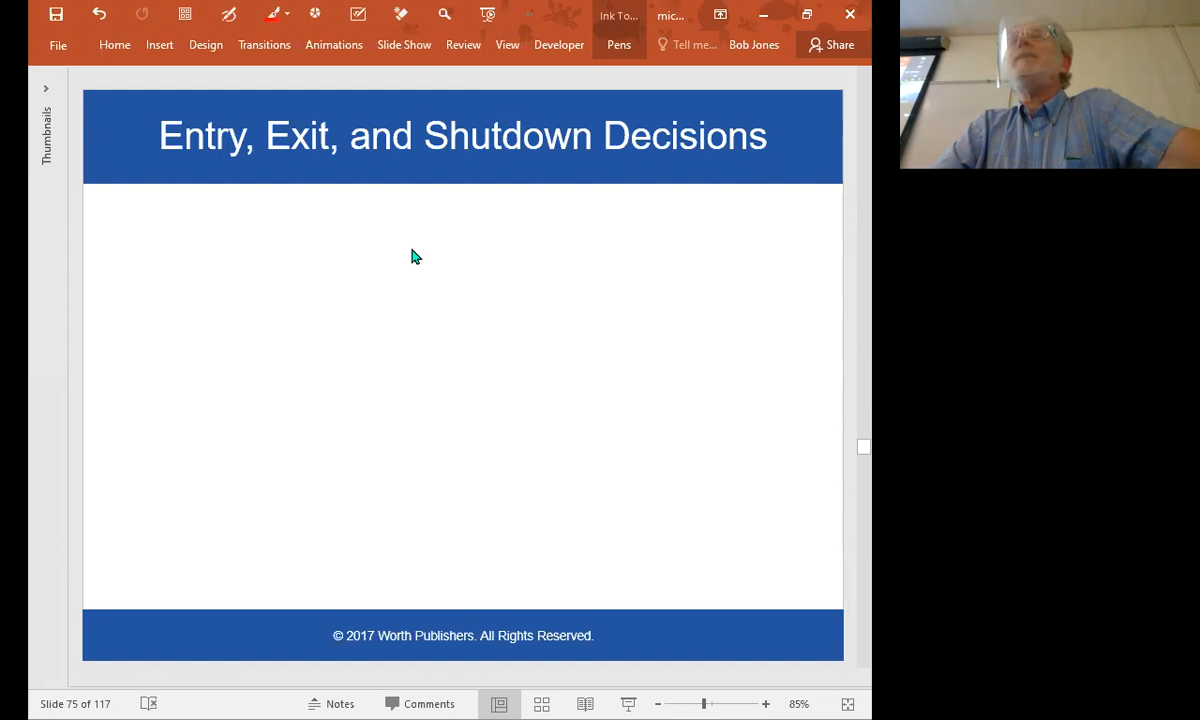 Ink To... mic...
File Home Insert Design Transitions Animations Slide Show Review View Developer Pens Tell me... Bob Jones Share
Thumbnails
Entry, Exit, and Shutdown Decisions
© 2017 Worth Publishers. All Rights Reserved.
Slide 75 of 117 Notes Comments 85%